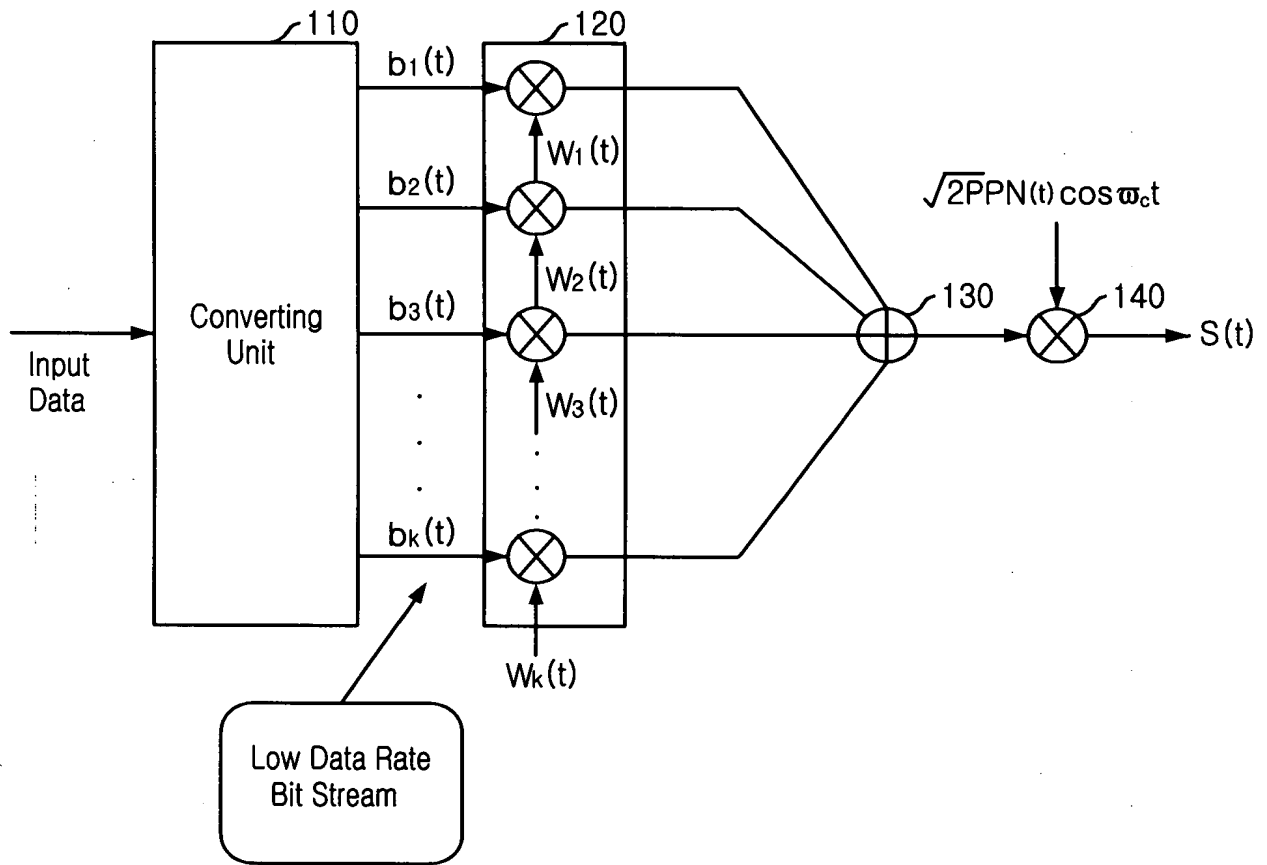 110
120
b₁(t)
W₁(t)
b₂(t)
√2PPN(t) cos ϖct
W₂(t)
b₃(t)
130
140
Converting
Unit
S(t)
Input
Data
W₃(t)
bk(t)
Wk(t)
Low Data Rate
Bit Stream